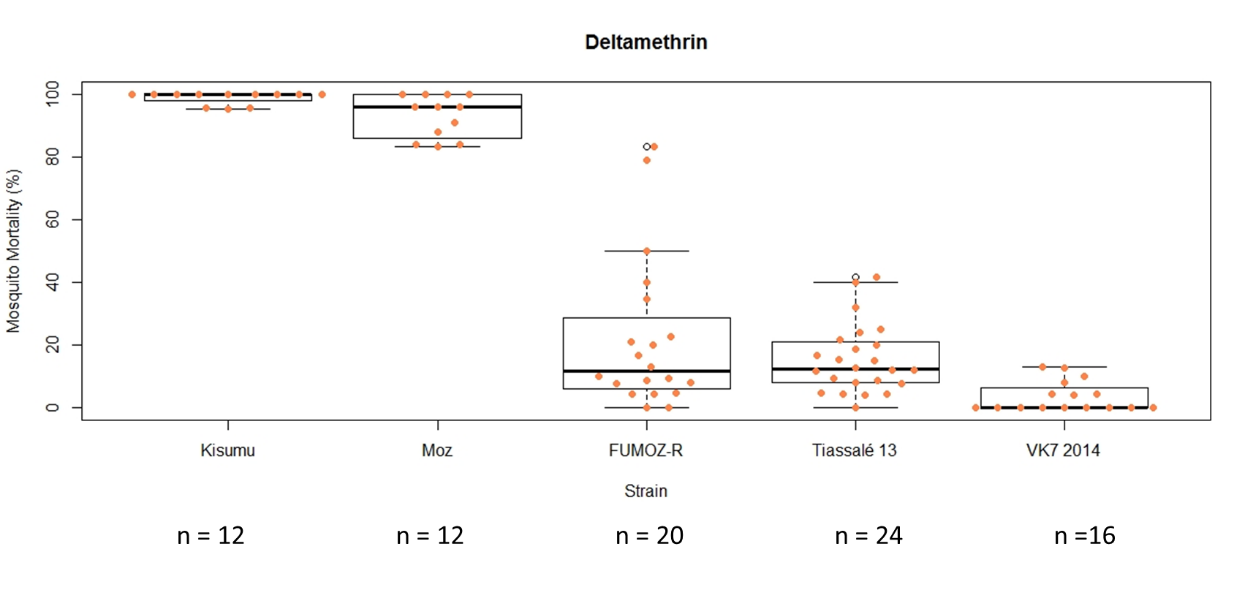 Deltamethrin
Mosquito Mortality (%)
100
80
60
40
20
0
Kisumu Moz FUMOZ-R Tiassalé 13 VK7 2014
Strain
n = 12 n = 12 n = 20 n = 24 n =16